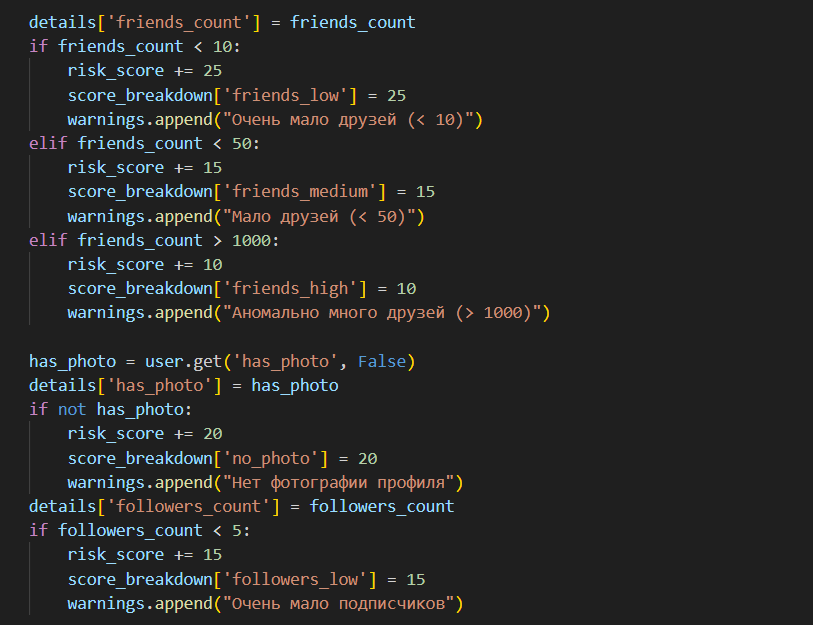 details['friends_count'] = friends_count
if friends_count < 10:
    risk_score += 25
    score_breakdown['friends_low'] = 25
    warnings.append("Очень мало друзей (< 10)")
elif friends_count < 50:
    risk_score += 15
    score_breakdown['friends_medium'] = 15
    warnings.append("Мало друзей (< 50)")
elif friends_count > 1000:
    risk_score += 10
    score_breakdown['friends_high'] = 10
    warnings.append("Аномально много друзей (> 1000)")

has_photo = user.get('has_photo', False)
details['has_photo'] = has_photo
if not has_photo:
    risk_score += 20
    score_breakdown['no_photo'] = 20
    warnings.append("Нет фотографии профиля")
details['followers_count'] = followers_count
if followers_count < 5:
    risk_score += 15
    score_breakdown['followers_low'] = 15
    warnings.append("Очень мало подписчиков")